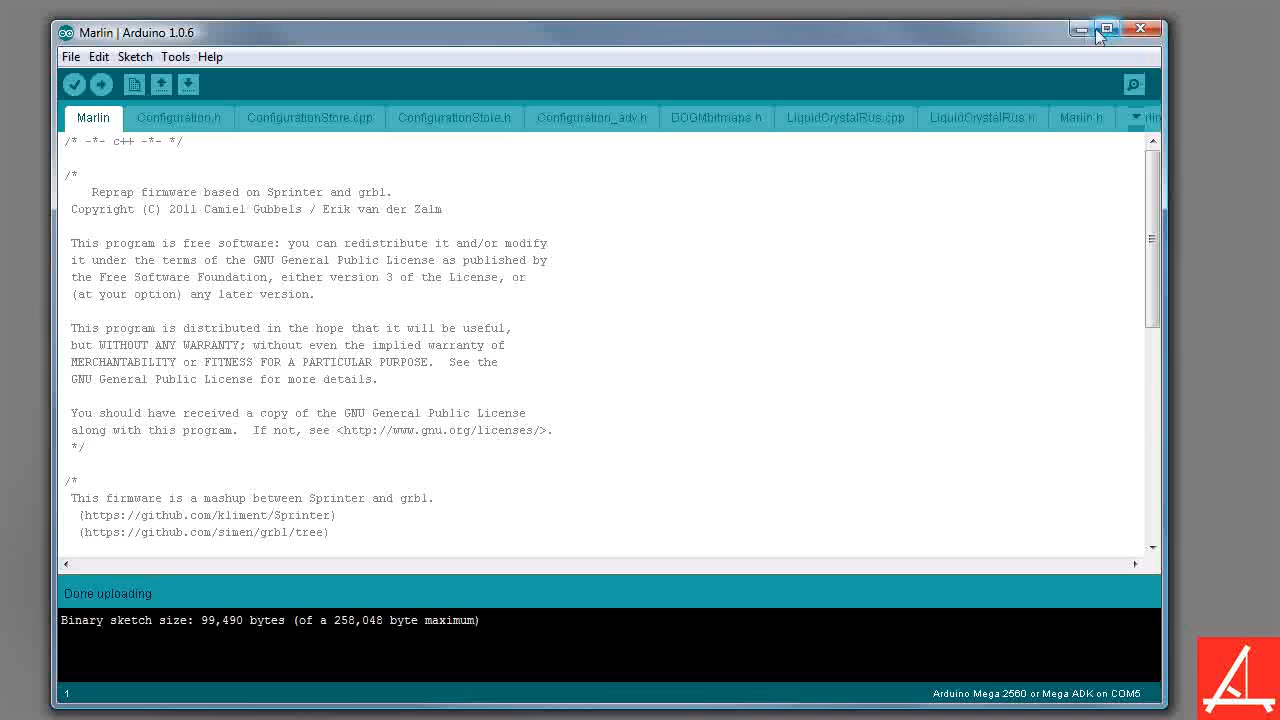 Marlin | Arduino 1.0.6
File Edit Sketch Tools Help
Marlin Configuration.h ConfigurationStore.cpp ConfigurationStore.h Configuration_adv.h DOGMbitmaps.h LiquidCrystalRus.cpp LiquidCrystalRus.h Marlin.h
/* -*- c++ -*- */
/*
Reprap firmware based on Sprinter and grbl.
Copyright (C) 2011 Camiel Gubbels / Erik van der Zalm
This program is free software: you can redistribute it and/or modify
it under the terms of the GNU General Public License as published by
the Free Software Foundation, either version 3 of the License, or
(at your option) any later version.
This program is distributed in the hope that it will be useful,
but WITHOUT ANY WARRANTY; without even the implied warranty of
MERCHANTABILITY or FITNESS FOR A PARTICULAR PURPOSE.  See the
GNU General Public License for more details.
You should have received a copy of the GNU General Public License
along with this program.  If not, see <http://www.gnu.org/licenses/>.
*/
/*
This firmware is a mashup between Sprinter and grbl.
(https://github.com/kliment/Sprinter)
(https://github.com/simen/grbl/tree)
Done uploading
Binary sketch size: 99,490 bytes (of a 258,048 byte maximum)
1 Arduino Mega 2560 or Mega ADK on COM5